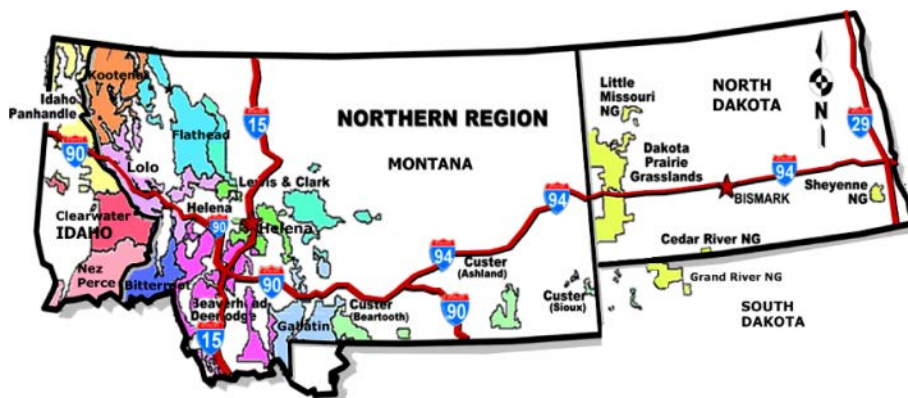 Kootenai
Idaho
Panhandle
90
Lolo
Flathead
15
NORTHERN REGION
MONTANA
Lewis & Clark
Helena
90
Helena
Clearwater
IDAHO
Nez
Perce
Bitterroot
Beaverhead
Deerlodge
15
90
Gallatin
Custer
(Beartooth)
94
Custer
(Ashland)
90
94
Custer
(Sioux)
Little
Missouri
NG
NORTH
DAKOTA
N
29
Dakota
Prairie
Grasslands
BISMARK
94
Sheyenne
NG
Cedar River NG
Grand River NG
SOUTH
DAKOTA